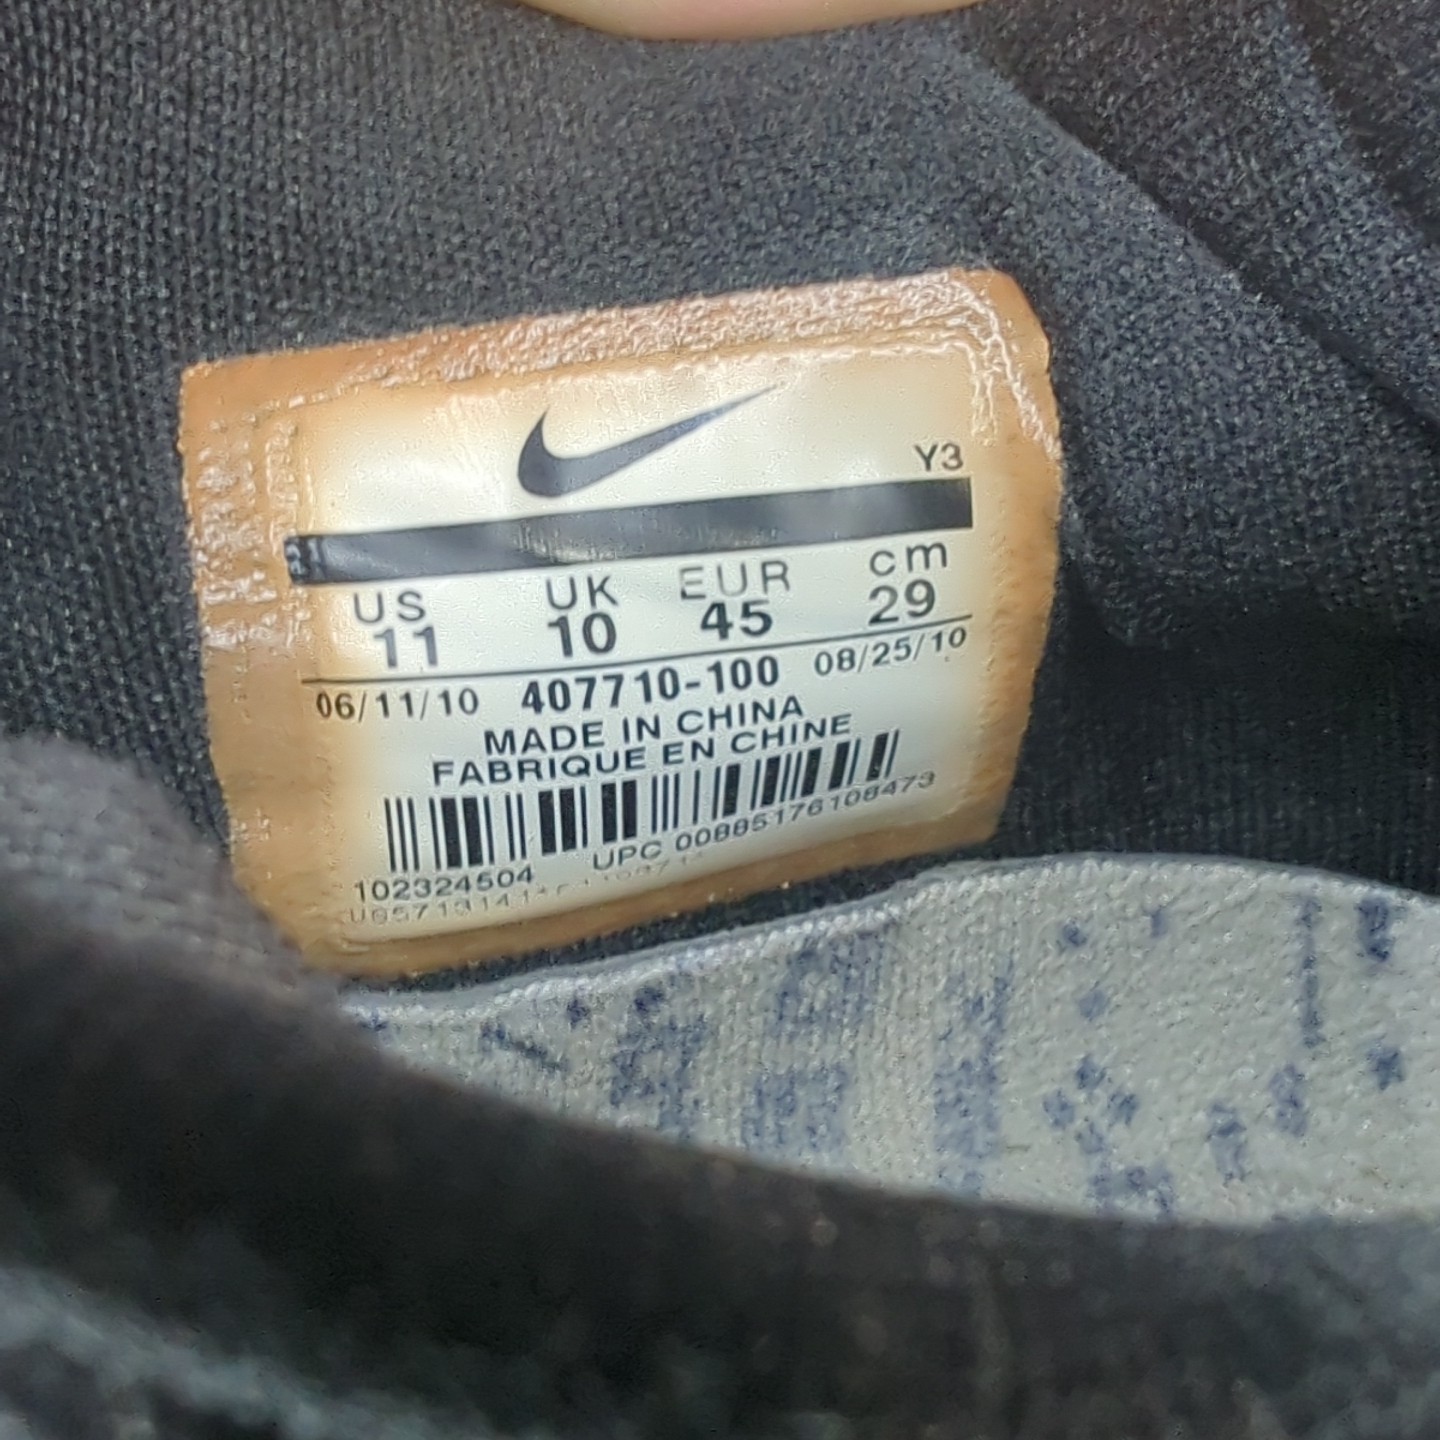 Y3
US UK EUR cm
11 10 45 29
06/11/10 407710-100 08/25/10
MADE IN CHINA
FABRIQUE EN CHINE
102324504 UPC 00885176108473